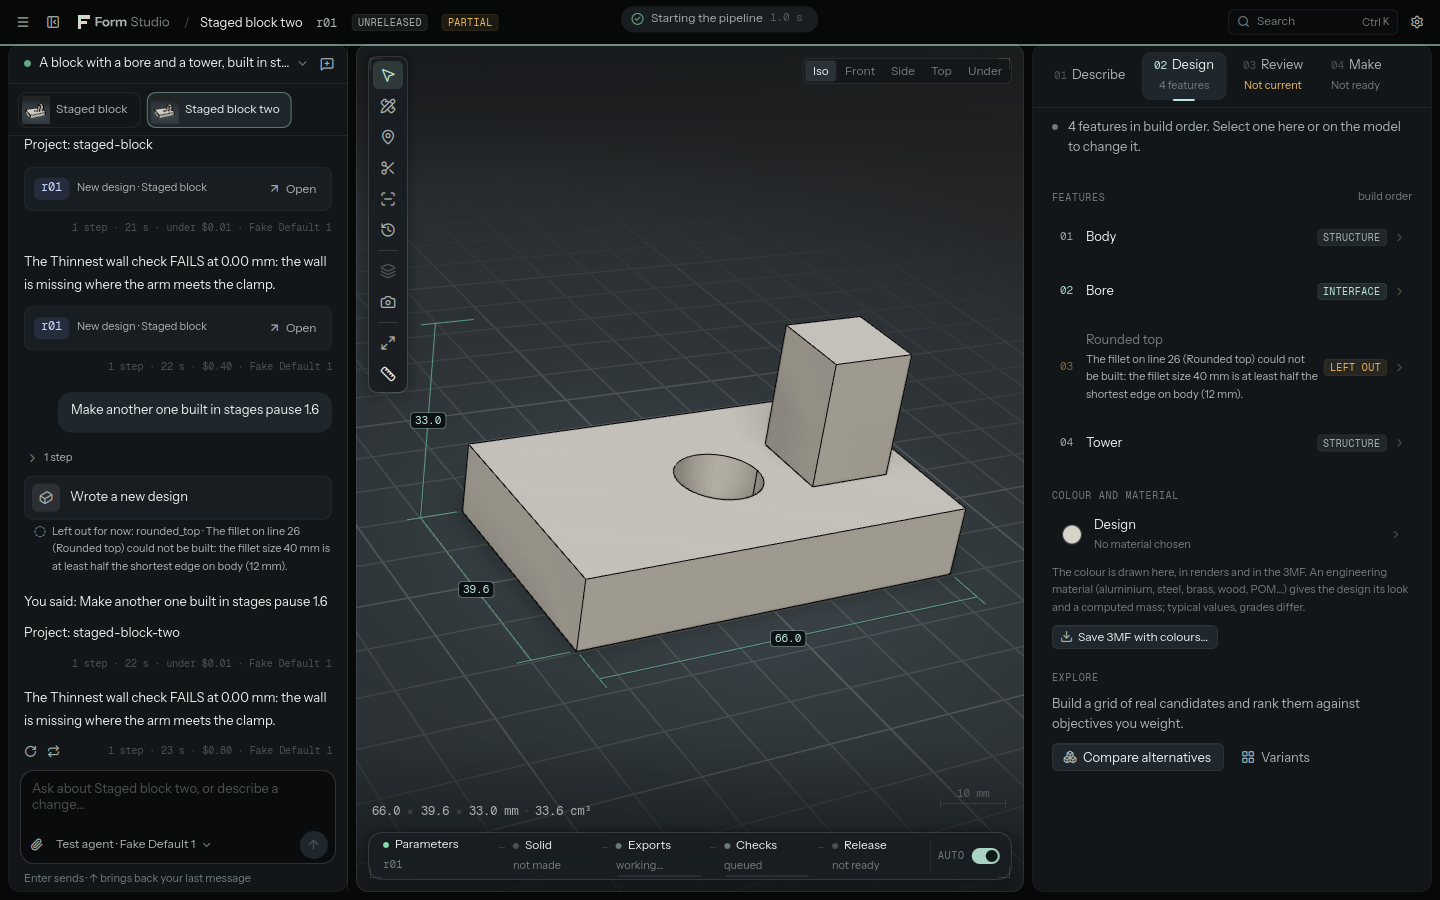 Form Studio / Staged block two r01 UNRELEASED PARTIAL
Starting the pipeline 1.0 s
Search Ctrl K
A block with a bore and a tower, built in st...
Staged block
Staged block two
Project: staged-block
r01 New design · Staged block Open
1 step · 21 s · under $0.01 · Fake Default 1
The Thinnest wall check FAILS at 0.00 mm: the wall
is missing where the arm meets the clamp.
r01 New design · Staged block Open
1 step · 22 s · $0.40 · Fake Default 1
Make another one built in stages pause 1.6
1 step
Wrote a new design
Left out for now: rounded_top · The fillet on line 26
(Rounded top) could not be built: the fillet size 40 mm is
at least half the shortest edge on body (12 mm).
You said: Make another one built in stages pause 1.6
Project: staged-block-two
1 step · 22 s · under $0.01 · Fake Default 1
The Thinnest wall check FAILS at 0.00 mm: the wall
is missing where the arm meets the clamp.
1 step · 23 s · $0.80 · Fake Default 1
Ask about Staged block two, or describe a
change...
Test agent · Fake Default 1
Enter sends · ↑ brings back your last message
Iso Front Side Top Under
33.0
39.6
66.0
66.0 × 39.6 × 33.0 mm · 33.6 cm³
10 mm
Parameters
r01
Solid
not made
Exports
working...
Checks
queued
Release
not ready
AUTO
01 Describe
02 Design
4 features
03 Review
Not current
04 Make
Not ready
4 features in build order. Select one here or on the model
to change it.
FEATURES build order
01 Body STRUCTURE
02 Bore INTERFACE
Rounded top
03 The fillet on line 26 (Rounded top) could not
be built: the fillet size 40 mm is at least half the
shortest edge on body (12 mm).
LEFT OUT
04 Tower STRUCTURE
COLOUR AND MATERIAL
Design
No material chosen
The colour is drawn here, in renders and in the 3MF. An engineering
material (aluminium, steel, brass, wood, POM...) gives the design its look
and a computed mass; typical values, grades differ.
Save 3MF with colours...
EXPLORE
Build a grid of real candidates and rank them against
objectives you weight.
Compare alternatives
Variants